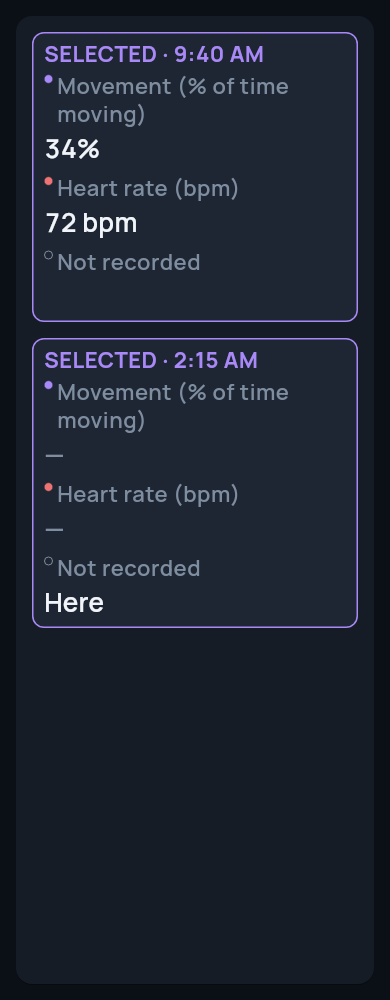 SELECTED · 9:40 AM
Movement (% of time
moving)
34%
Heart rate (bpm)
72 bpm
Not recorded
SELECTED · 2:15 AM
Movement (% of time
moving)
—
Heart rate (bpm)
—
Not recorded
Here